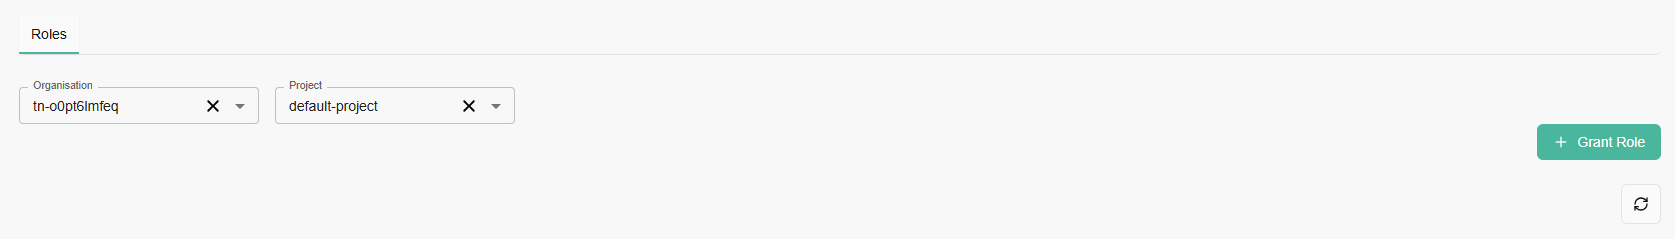 Roles
Organisation
tn-o0pt6lmfeq
Project
default-project
Grant Role